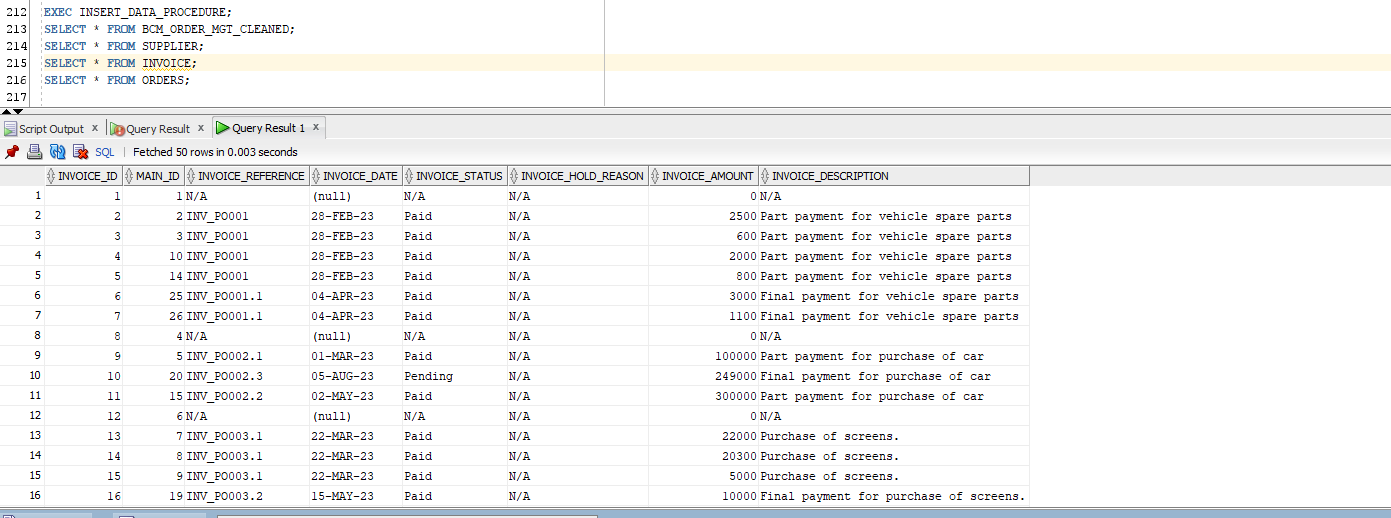 212 EXEC INSERT_DATA_PROCEDURE;
213 SELECT * FROM BCM_ORDER_MGT_CLEANED;
214 SELECT * FROM SUPPLIER;
215 SELECT * FROM INVOICE;
216 SELECT * FROM ORDERS;
217
Script Output x Query Result x Query Result 1 x
SQL | Fetched 50 rows in 0.003 seconds
INVOICE_ID MAIN_ID INVOICE_REFERENCE INVOICE_DATE INVOICE_STATUS INVOICE_HOLD_REASON INVOICE_AMOUNT INVOICE_DESCRIPTION
1 1 1 N/A (null) N/A N/A 0 N/A
2 2 2 INV_PO001 28-FEB-23 Paid N/A 2500 Part payment for vehicle spare parts
3 3 3 INV_PO001 28-FEB-23 Paid N/A 600 Part payment for vehicle spare parts
4 4 10 INV_PO001 28-FEB-23 Paid N/A 2000 Part payment for vehicle spare parts
5 5 14 INV_PO001 28-FEB-23 Paid N/A 800 Part payment for vehicle spare parts
6 6 25 INV_PO001.1 04-APR-23 Paid N/A 3000 Final payment for vehicle spare parts
7 7 26 INV_PO001.1 04-APR-23 Paid N/A 1100 Final payment for vehicle spare parts
8 8 4 N/A (null) N/A N/A 0 N/A
9 9 5 INV_PO002.1 01-MAR-23 Paid N/A 100000 Part payment for purchase of car
10 10 20 INV_PO002.3 05-AUG-23 Pending N/A 249000 Final payment for purchase of car
11 11 15 INV_PO002.2 02-MAY-23 Paid N/A 300000 Part payment for purchase of car
12 12 6 N/A (null) N/A N/A 0 N/A
13 13 7 INV_PO003.1 22-MAR-23 Paid N/A 22000 Purchase of screens.
14 14 8 INV_PO003.1 22-MAR-23 Paid N/A 20300 Purchase of screens.
15 15 9 INV_PO003.1 22-MAR-23 Paid N/A 5000 Purchase of screens.
16 16 19 INV_PO003.2 15-MAY-23 Paid N/A 10000 Final payment for purchase of screens.